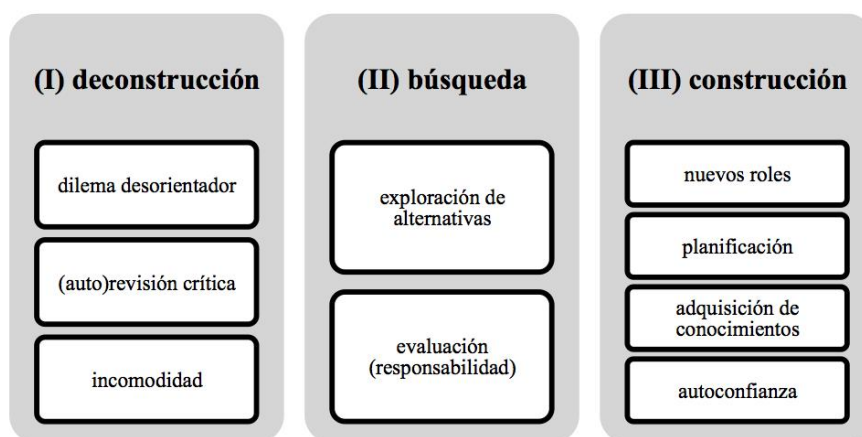 (I) deconstrucción
dilema desorientador
(auto)revisión crítica
incomodidad
(II) búsqueda
exploración de
alternativas
evaluación
(responsabilidad)
(III) construcción
nuevos roles
planificación
adquisición de
conocimientos
autoconfianza